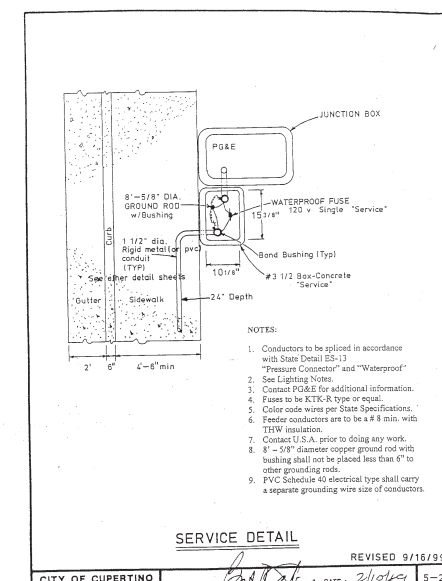 JUNCTION BOX
PG&E
8'-5/8" DIA.
GROUND ROD
w/Bushing
WATERPROOF FUSE
120 v Single "Service"
15 3/8"
1 1/2" dia.
Rigid metal (or pvc)
conduit
(TYP)
See other detail sheets
Curb
Bond Bushing (Typ)
10 1/8"
#3 1/2 Box-Concrete
"Service"
Gutter
Sidewalk
24" Depth
2'
6"
4'-6" min
NOTES:
1. Conductors to be spliced in accordance
with State Detail ES-13
"Pressure Connector" and "Waterproof"
2. See Lighting Notes.
3. Contact PG&E for additional information.
4. Fuses to be KTK-R type or equal.
5. Color code wires per State Specifications.
6. Feeder conductors are to be a # 8 min. with
THW insulation.
7. Contact U.S.A. prior to doing any work.
8. 8' – 5/8" diameter copper ground rod with
bushing shall not be placed less than 6" to
other grounding rods.
9. PVC Schedule 40 electrical type shall carry
a separate grounding wire size of conductors.
SERVICE DETAIL
REVISED 9/16/99
CITY OF CUPERTINO
DATE:
5-2